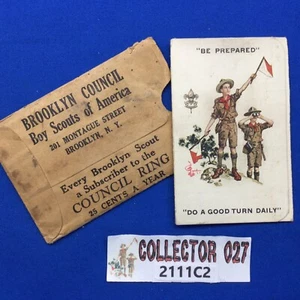 BROOKLYN COUNCIL
Boy Scouts of America
201 MONTAGUE STREET
BROOKLYN, N. Y.
Every Brooklyn Scout
a Subscriber to the
COUNCIL RING
25 CENTS A YEAR
"BE PREPARED"
"DO A GOOD TURN DAILY"
COLLECTOR 027
2111C2